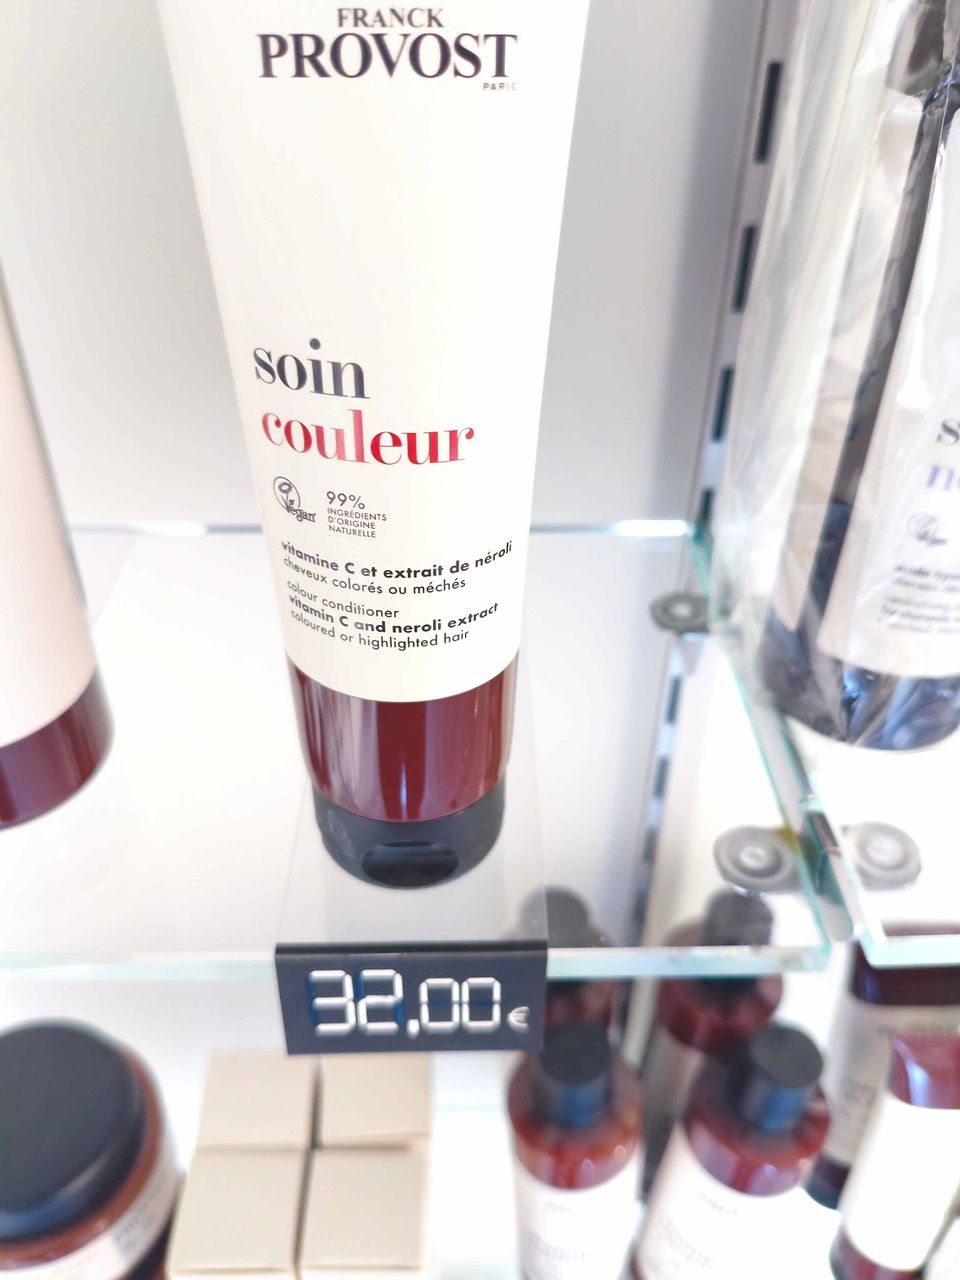 FRANCK
PROVOST
PARIS
soin
couleur
vegan
99%
INGRÉDIENTS
D'ORIGINE
NATURELLE
vitamine C et extrait de néroli
cheveux colorés ou méchés
colour conditioner
vitamin C and neroli extract
coloured or highlighted hair
32,00€